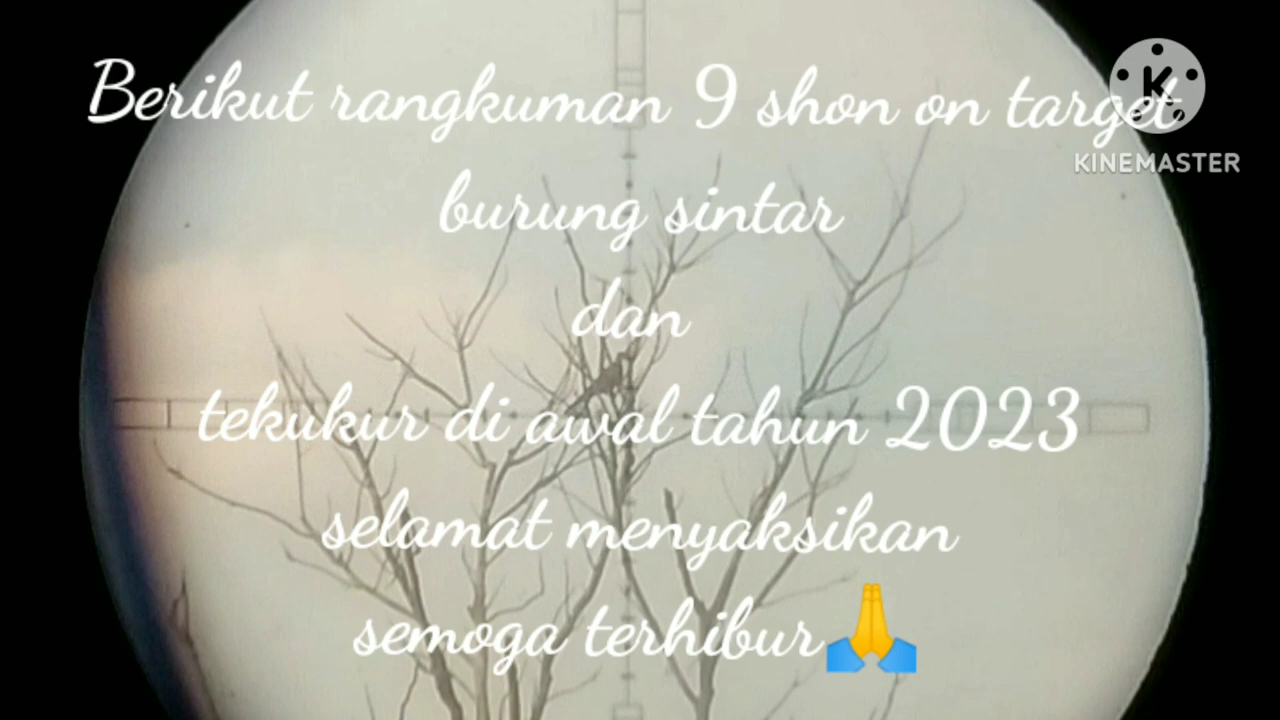 Berikut rangkuman 9 shon on target
KINEMASTER
burung sintar
dan
tekukur di awal tahun 2023
selamat menyaksikan
semoga terhibur🙏